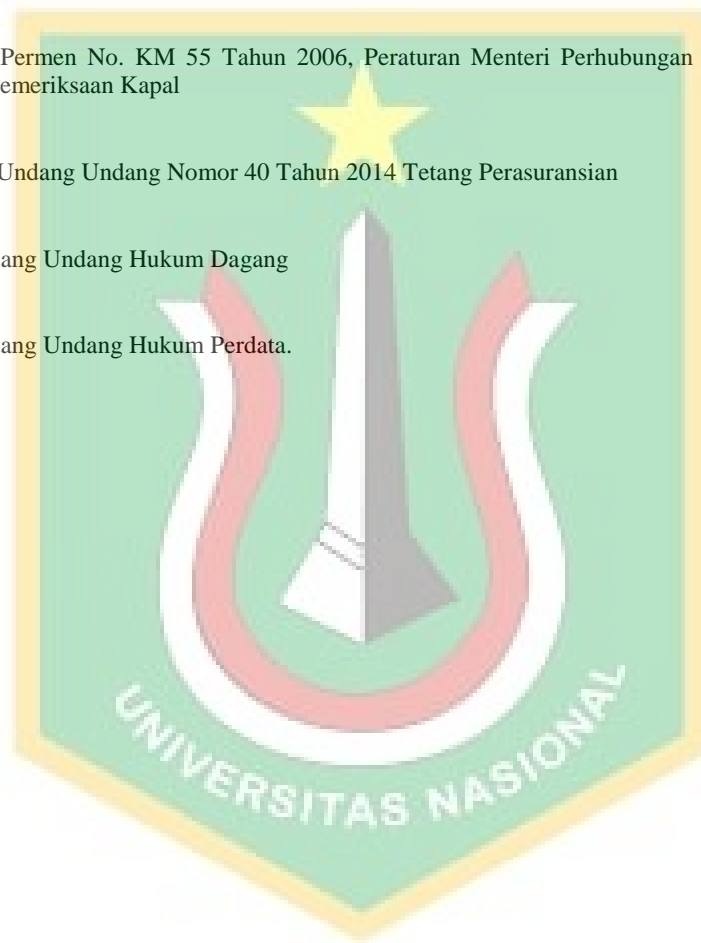 Permen No. KM 55 Tahun 2006, Peraturan Menteri Perhubungan
emeriksaan Kapal
Undang Undang Nomor 40 Tahun 2014 Tetang Perasuransian
ang Undang Hukum Dagang
ang Undang Hukum Perdata.
UNIVERSITAS NASIONAL